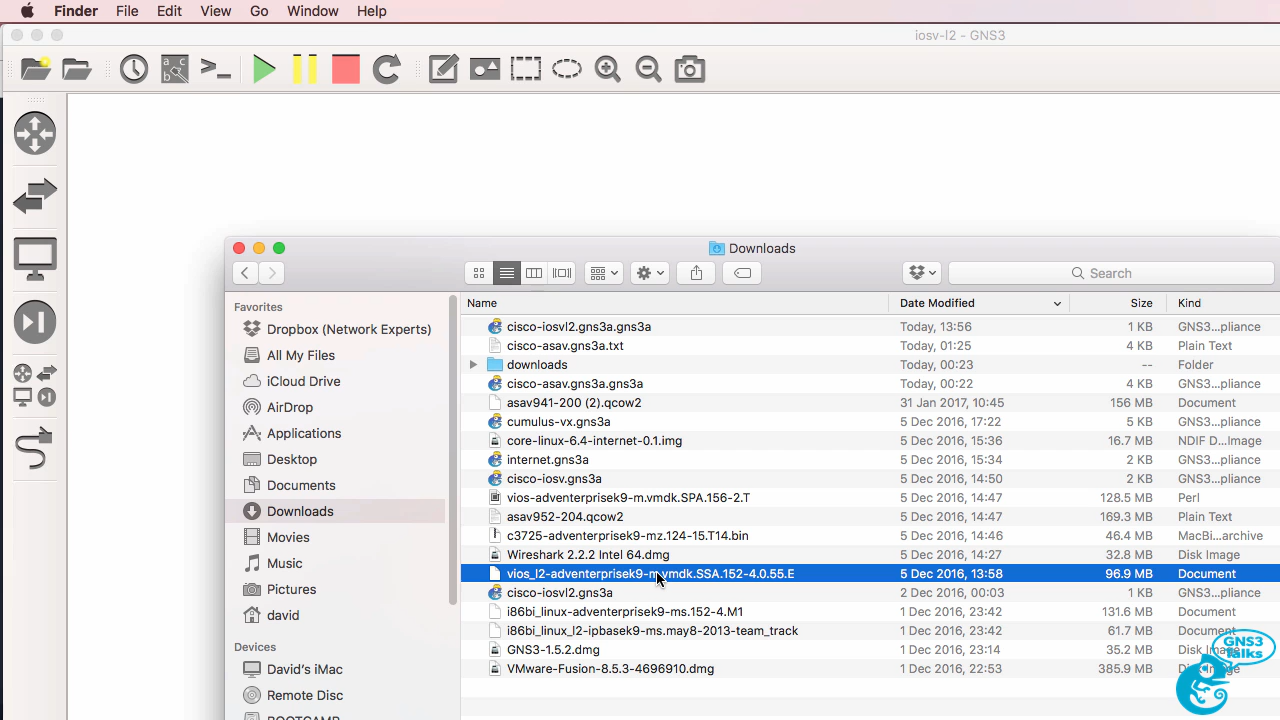 Finder File Edit View Go Window Help
iosv-l2 - GNS3
Downloads
Search
Favorites
Dropbox (Network Experts)
All My Files
iCloud Drive
AirDrop
Applications
Desktop
Documents
Downloads
Movies
Music
Pictures
david
Devices
David's iMac
Remote Disc
BOOTCAMP
Name Date Modified Size Kind
cisco-iosvl2.gns3a.gns3a Today, 13:56 1 KB GNS3...pliance
cisco-asav.gns3a.txt Today, 01:25 4 KB Plain Text
downloads Today, 00:23 -- Folder
cisco-asav.gns3a.gns3a Today, 00:22 4 KB GNS3...pliance
asav941-200 (2).qcow2 31 Jan 2017, 10:45 156 MB Document
cumulus-vx.gns3a 5 Dec 2016, 17:22 5 KB GNS3...pliance
core-linux-6.4-internet-0.1.img 5 Dec 2016, 15:36 16.7 MB NDIF D...Image
internet.gns3a 5 Dec 2016, 15:34 2 KB GNS3...pliance
cisco-iosv.gns3a 5 Dec 2016, 14:50 2 KB GNS3...pliance
vios-adventerprisek9-m.vmdk.SPA.156-2.T 5 Dec 2016, 14:47 128.5 MB Perl
asav952-204.qcow2 5 Dec 2016, 14:47 169.3 MB Plain Text
c3725-adventerprisek9-mz.124-15.T14.bin 5 Dec 2016, 14:46 46.4 MB MacBi...archive
Wireshark 2.2.2 Intel 64.dmg 5 Dec 2016, 14:27 32.8 MB Disk Image
vios_l2-adventerprisek9-m.vmdk.SSA.152-4.0.55.E 5 Dec 2016, 13:58 96.9 MB Document
cisco-iosvl2.gns3a 2 Dec 2016, 00:03 1 KB GNS3...pliance
i86bi_linux-adventerprisek9-ms.152-4.M1 1 Dec 2016, 23:42 131.6 MB Document
i86bi_linux_l2-ipbasek9-ms.may8-2013-team_track 1 Dec 2016, 23:42 61.7 MB Document
GNS3-1.5.2.dmg 1 Dec 2016, 23:14 35.2 MB Disk Image
VMware-Fusion-8.5.3-4696910.dmg 1 Dec 2016, 22:53 385.9 MB Disk Image
GNS3
Talks